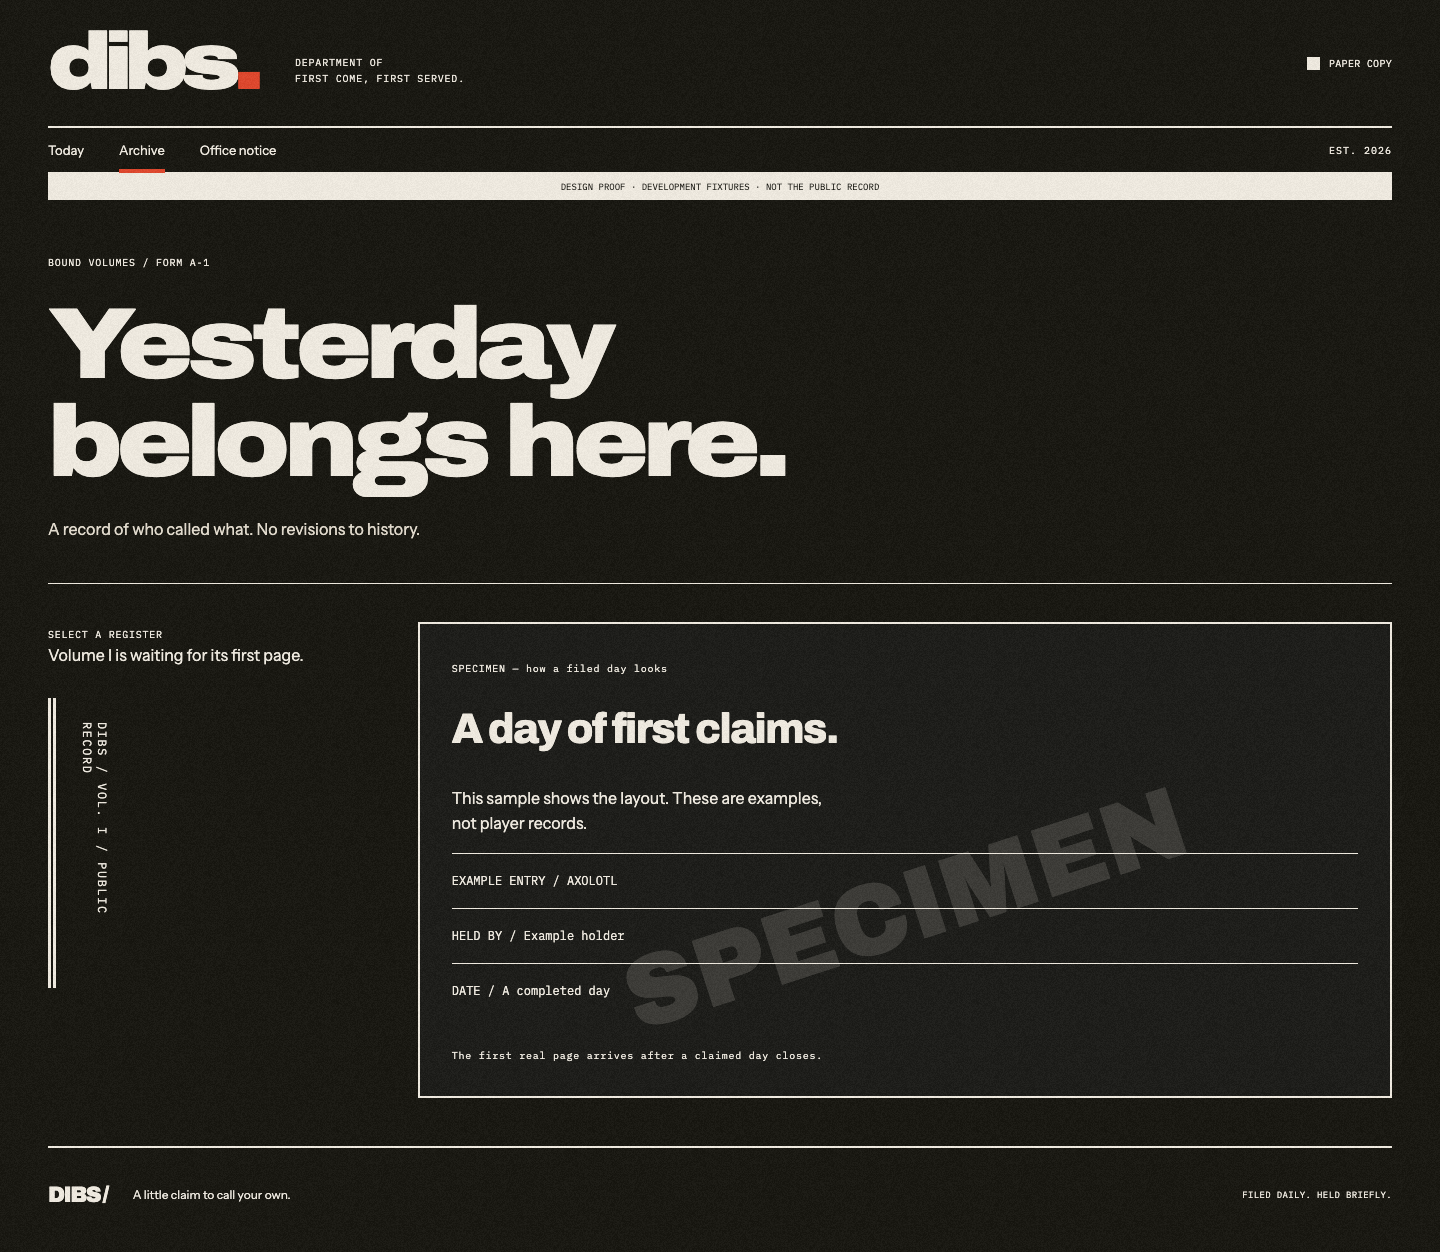 dibs.
DEPARTMENT OF
FIRST COME, FIRST SERVED.
PAPER COPY
Today
Archive
Office notice
EST. 2026
DESIGN PROOF · DEVELOPMENT FIXTURES · NOT THE PUBLIC RECORD
BOUND VOLUMES / FORM A-1
Yesterday
belongs here.
A record of who called what. No revisions to history.
SELECT A REGISTER
Volume I is waiting for its first page.
DIBS / VOL. I / PUBLIC
RECORD
SPECIMEN — how a filed day looks
A day of first claims.
This sample shows the layout. These are examples,
not player records.
EXAMPLE ENTRY / AXOLOTL
HELD BY / Example holder
DATE / A completed day
SPECIMEN
The first real page arrives after a claimed day closes.
DIBS/
A little claim to call your own.
FILED DAILY. HELD BRIEFLY.